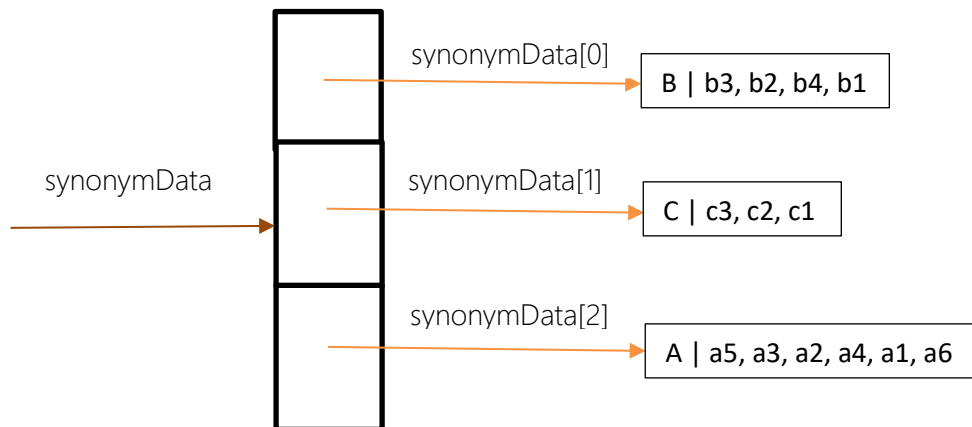 synonymData[0]
B | b3, b2, b4, b1
synonymData
synonymData[1]
C | c3, c2, c1
synonymData[2]
A | a5, a3, a2, a4, a1, a6